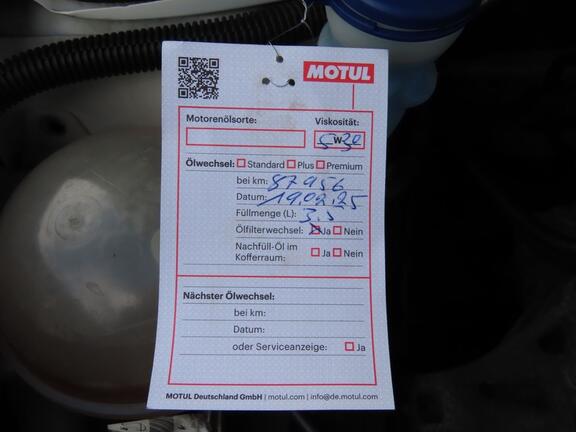 MOTUL
Motorenölsorte: Viskosität:
5W30
Ölwechsel: Standard Plus Premium
bei km: 87956
Datum: 19.02.25
Füllmenge (L): 3.5
Ölfilterwechsel: Ja Nein
Nachfüll-Öl im
Kofferraum: Ja Nein
Nächster Ölwechsel:
bei km:
Datum:
oder Serviceanzeige: Ja
MOTUL Deutschland GmbH | motul.com | info@de.motul.com